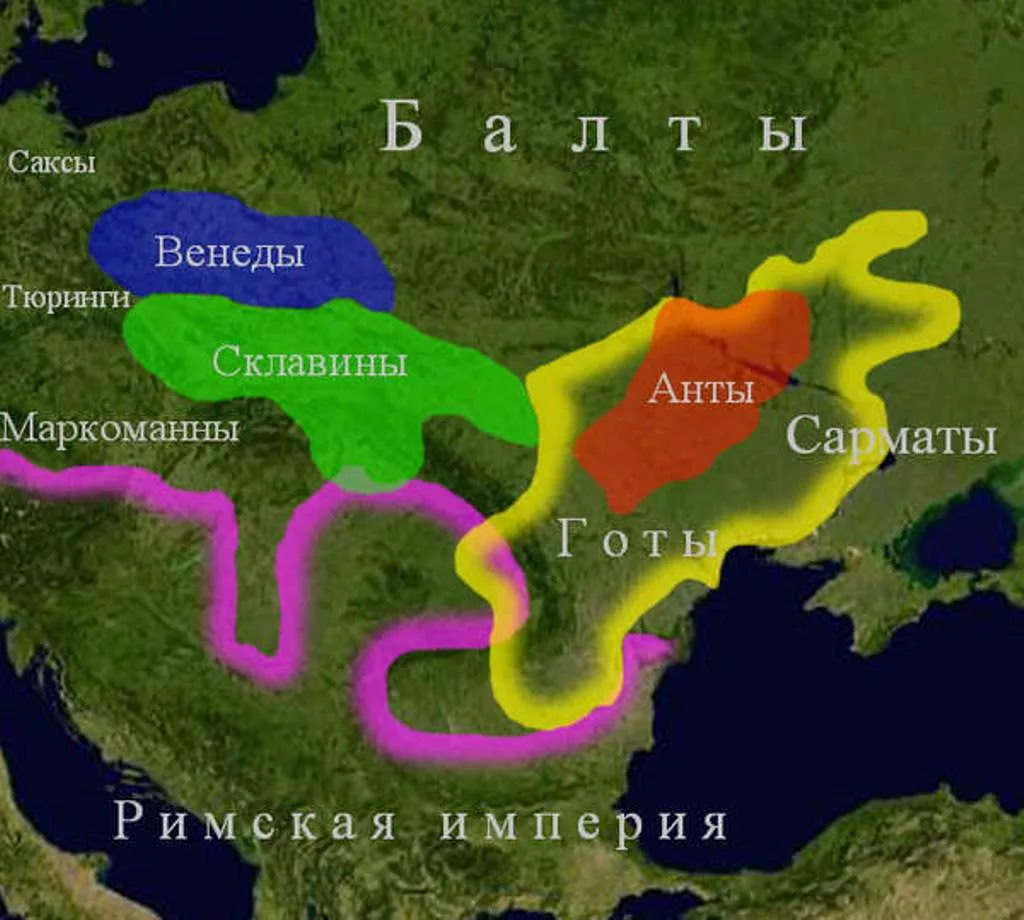 Б а л т ы
Саксы
Венеды
Тюринги
Склавины
Анты
Маркоманны
Сарматы
Г о т ы
Р и м с к а я и м п е р и я